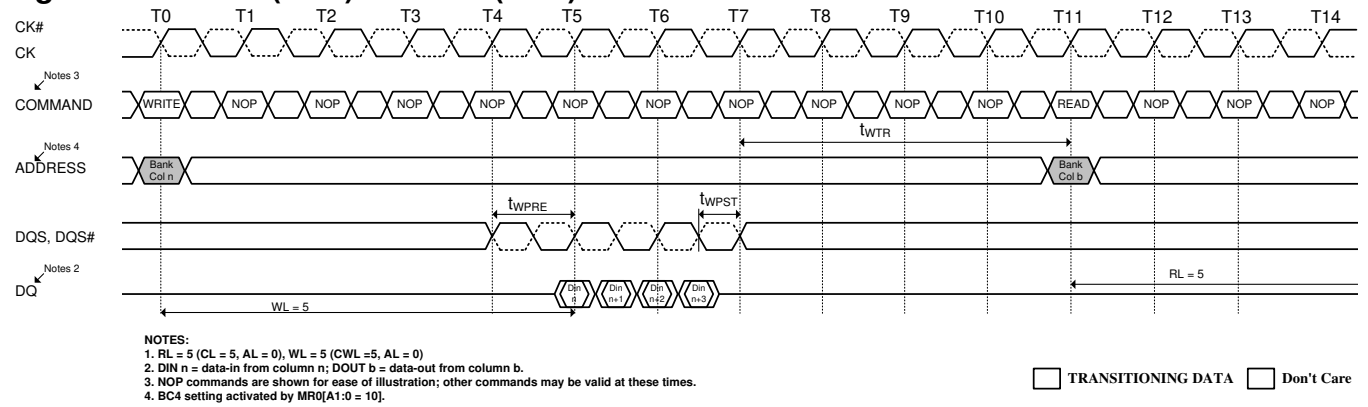 T0 T1 T2 T3 T4 T5 T6 T7 T8 T9 T10 T11 T12 T13 T14
CK#
CK
Notes 3
COMMAND
WRITE NOP NOP NOP NOP NOP NOP NOP NOP NOP NOP READ NOP NOP NOP
tWTR
Notes 4
ADDRESS
Bank
Col n
Bank
Col b
tWPRE
tWPST
DQS, DQS#
Notes 2
DQ
Din
n
Din
n+1
Din
n+2
Din
n+3
RL = 5
WL = 5
NOTES:
1. RL = 5 (CL = 5, AL = 0), WL = 5 (CWL =5, AL = 0)
2. DIN n = data-in from column n; DOUT b = data-out from column b.
3. NOP commands are shown for ease of illustration; other commands may be valid at these times.
4. BC4 setting activated by MR0[A1:0 = 10].
TRANSITIONING DATA
Don't Care